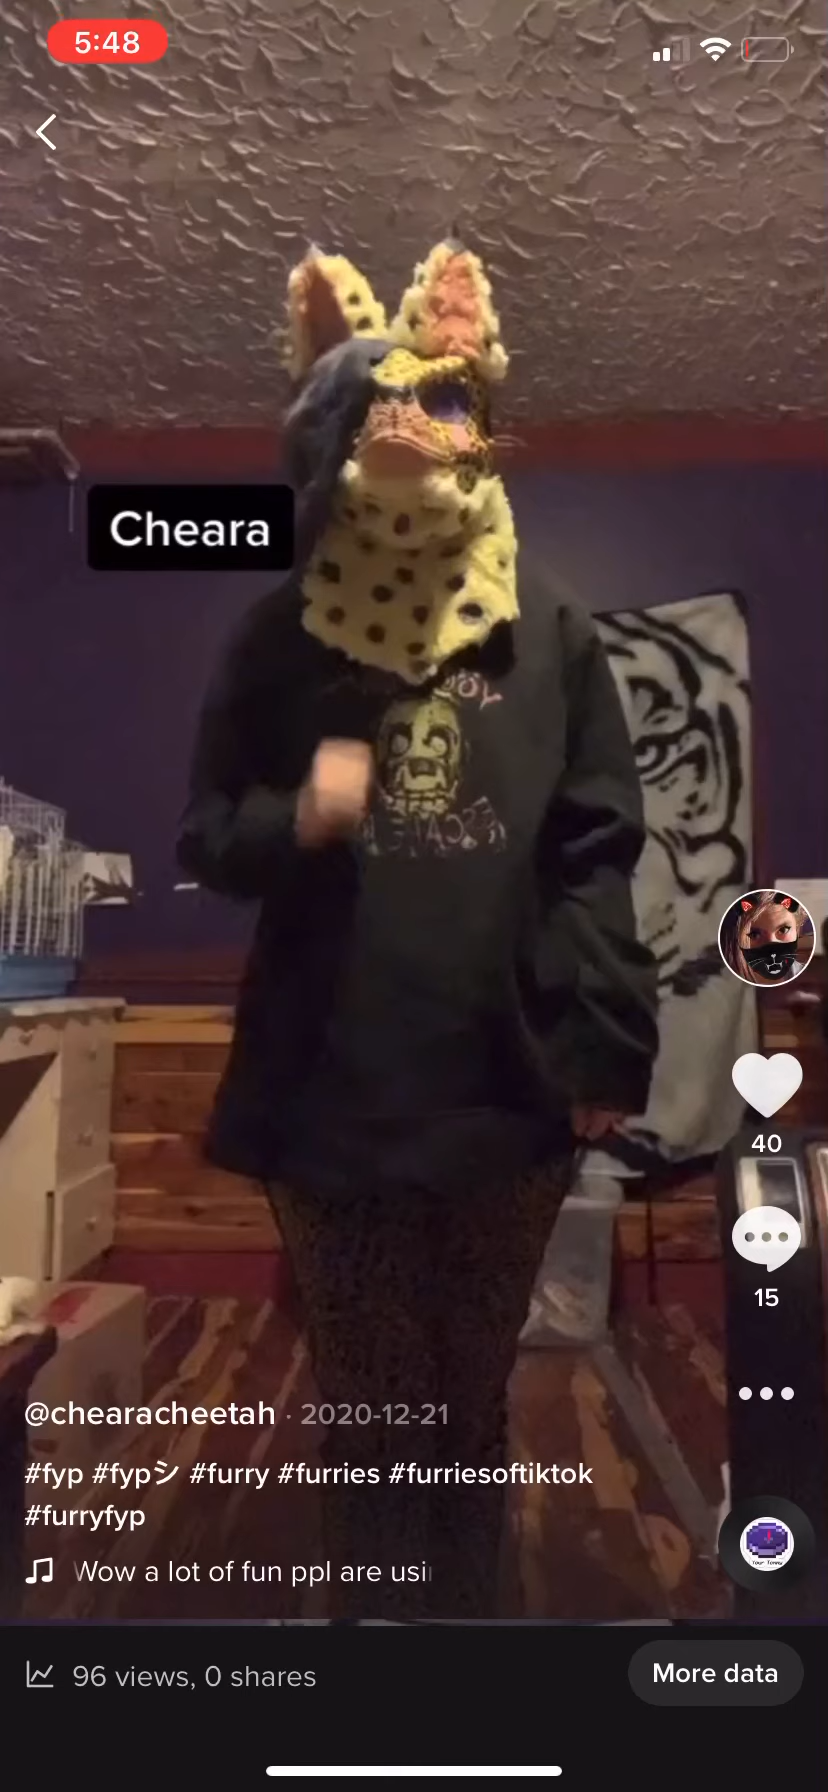 5:48
Cheara
@chearacheetah · 2020-12-21
#fyp #fypシ #furry #furries #furriesoftiktok
#furryfyp
Wow a lot of fun ppl are usi
40
15
96 views, 0 shares
More data